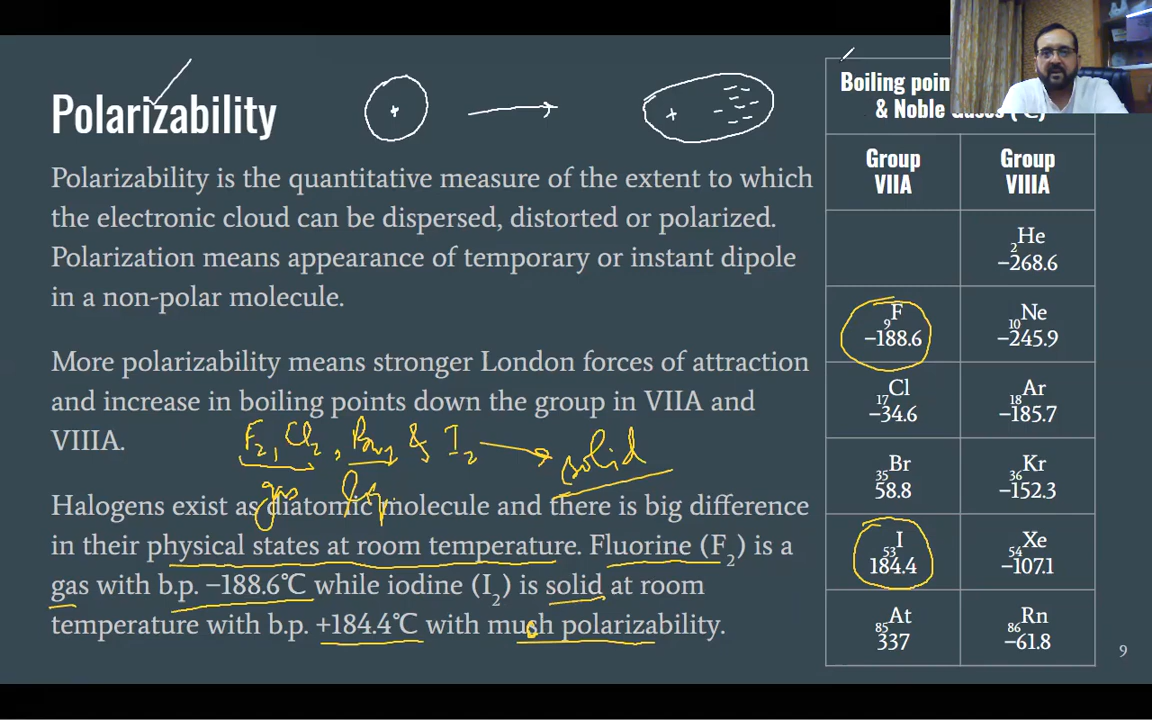 Polarizability
Polarizability is the quantitative measure of the extent to which
the electronic cloud can be dispersed, distorted or polarized.
Polarization means appearance of temporary or instant dipole
in a non-polar molecule.
More polarizability means stronger London forces of attraction
and increase in boiling points down the group in VIIA and
VIIIA.
F₂, Cl₂, Br₂ & I₂ → solid
gas liq
Halogens exist as diatomic molecule and there is big difference
in their physical states at room temperature. Fluorine (F₂) is a
gas with b.p. −188.6℃ while iodine (I₂) is solid at room
temperature with b.p. +184.4℃ with mush polarizability.
Boiling
& Noble
Group VIIA Group VIIIA
₂He −268.6
₉F −188.6 ₁₀Ne −245.9
₁₇Cl −34.6 ₁₈Ar −185.7
₃₅Br 58.8 ₃₆Kr −152.3
₅₃I 184.4 ₅₄Xe −107.1
₈₅At 337 ₈₆Rn −61.8
9